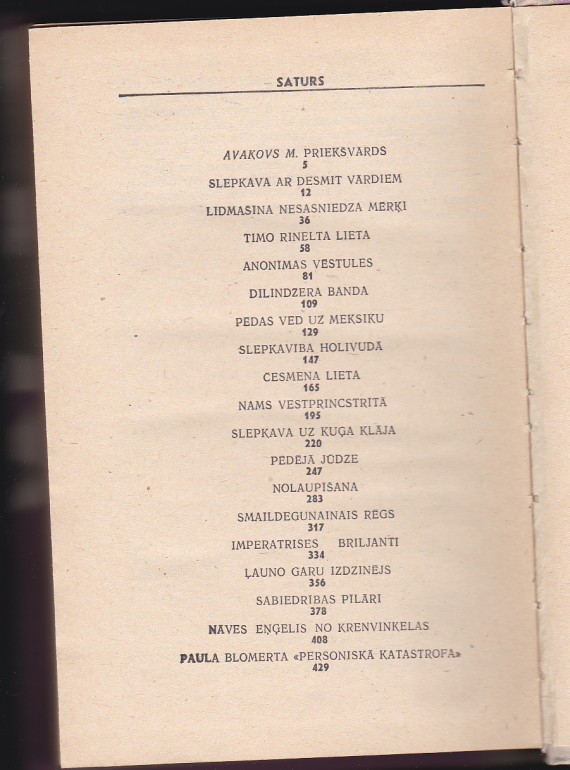 SATURS
AVAKOVS M. PRIEKŠVĀRDS
5
SLEPKAVA AR DESMIT VĀRDIEM
12
LIDMAŠĪNA NESASNIEDZA MĒRĶI
36
TIMO RINELTA LIETA
58
ANONĪMAS VĒSTULES
81
DILINDŽERA BANDA
109
PĒDAS VED UZ MEKSIKU
129
SLEPKAVĪBA HOLIVUDĀ
147
ČESMENA LIETA
165
NAMS VESTPRINCSTRĪTĀ
195
SLEPKAVA UZ KUĢA KLĀJA
220
PĒDĒJĀ JŪDZE
247
NOLAUPĪŠANA
283
SMAILDEGUNAINAIS RĒGS
317
IMPERATRISES BRILJANTI
334
ĻAUNO GARU IZDZINĒJS
356
SABIEDRĪBAS PĪLĀRI
378
NĀVES EŅĢELIS NO KRENVINKELAS
408
PAULA BLOMERTA «PERSONISKĀ KATASTROFA»
429